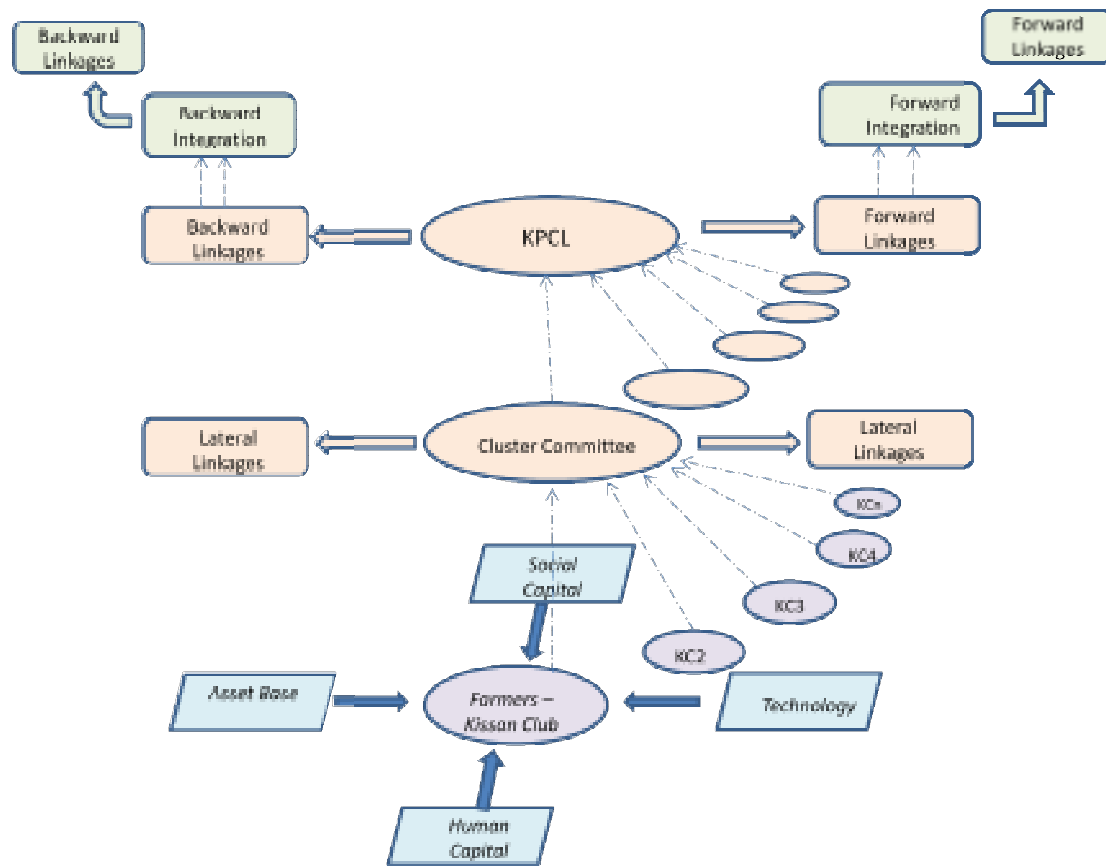 Backward
Linkages
Forward
Linkages
Backward
Integration
Forward
Integration
Backward
Linkages
KPCL
Forward
Linkages
Lateral
Linkages
Cluster Committee
Lateral
Linkages
KCn
KC4
KC3
KC2
Social
Capital
Asset Base
Farmers –
Kissan Club
Technology
Human
Capital